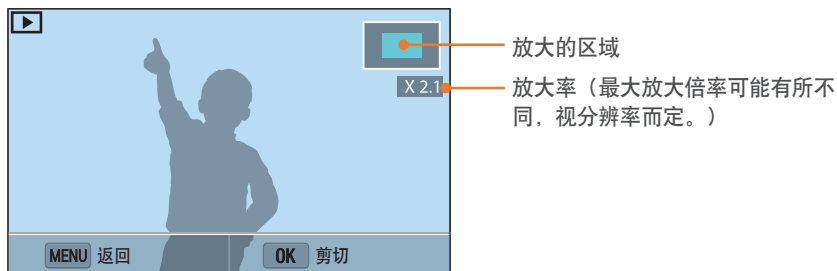 放大的区域
X 2.1
放大率（最大放大倍率可能有所不
同，视分辨率而定。）
MENU 返回
OK 剪切